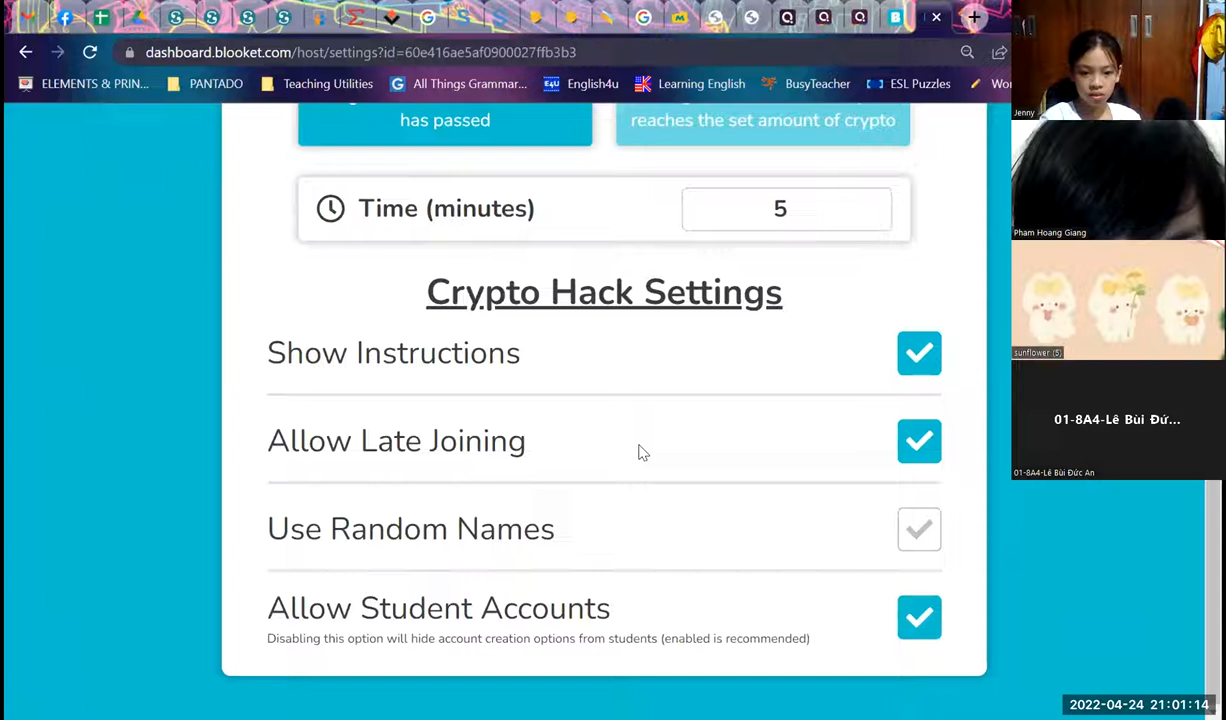 dashboard.blooket.com/host/settings?id=60e416ae5af0900027ffb3b3
ELEMENTS & PRIN...
PANTADO
Teaching Utilities
All Things Grammar...
English4u
Learning English
BusyTeacher
ESL Puzzles
has passed
reaches the set amount of crypto
Time (minutes)
5
Crypto Hack Settings
Show Instructions
Allow Late Joining
Use Random Names
Allow Student Accounts
Disabling this option will hide account creation options from students (enabled is recommended)
Jenny
Pham Hoang Giang
sunflower (5)
01-8A4-Lê Bùi Đứ...
01-8A4-Lê Bùi Đức An
2022-04-24 21:01:14